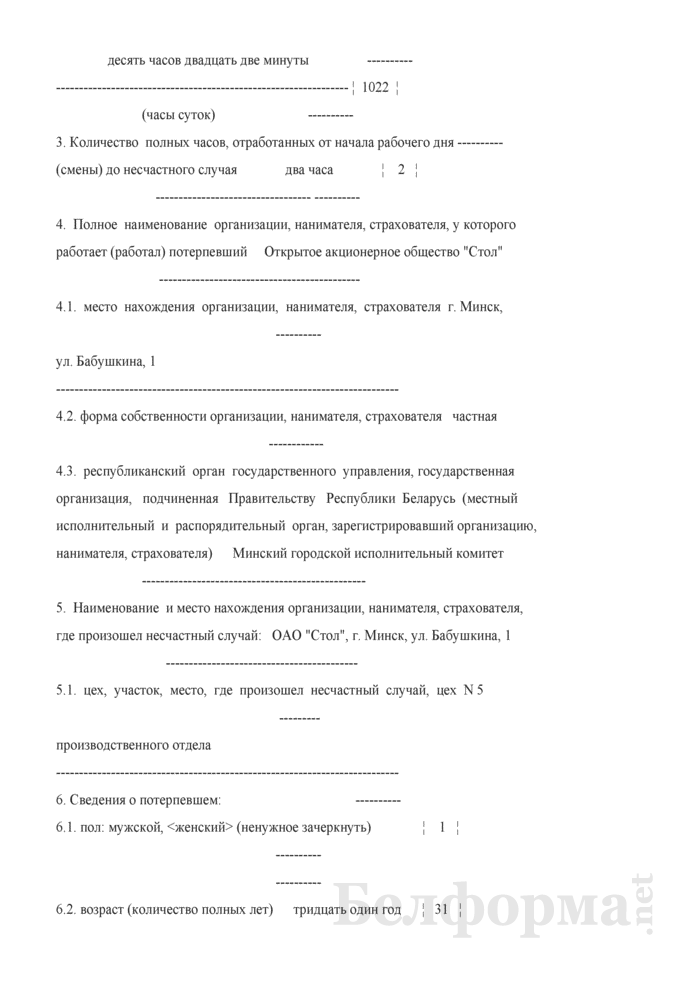 десять часов двадцать две минуты ----------
---------------------------------------------------------------- ¦ 1022 ¦
(часы суток) ----------
3. Количество полных часов, отработанных от начала рабочего дня ----------
(смены) до несчастного случая два часа ¦ 2 ¦
---------------------------------------- ----------
4. Полное наименование организации, нанимателя, страхователя, у которого
работает (работал) потерпевший Открытое акционерное общество "Стол"
--------------------------------------------
4.1. место нахождения организации, нанимателя, страхователя г. Минск,
----------
ул. Бабушкина, 1
---------------------------------------------------------------------------
4.2. форма собственности организации, нанимателя, страхователя частная
------------
4.3. республиканский орган государственного управления, государственная
организация, подчиненная Правительству Республики Беларусь (местный
исполнительный и распорядительный орган, зарегистрировавший организацию,
нанимателя, страхователя) Минский городской исполнительный комитет
-------------------------------------------------
5. Наименование и место нахождения организации, нанимателя, страхователя,
где произошел несчастный случай: ОАО "Стол", г. Минск, ул. Бабушкина, 1
------------------------------------------
5.1. цех, участок, место, где произошел несчастный случай, цех N 5
---------
производственного отдела
---------------------------------------------------------------------------
6. Сведения о потерпевшем: ----------
6.1. пол: мужской, <женский> (ненужное зачеркнуть) ¦ 1 ¦
----------
----------
6.2. возраст (количество полных лет) тридцать один год ¦ 31 ¦
Белформа.net